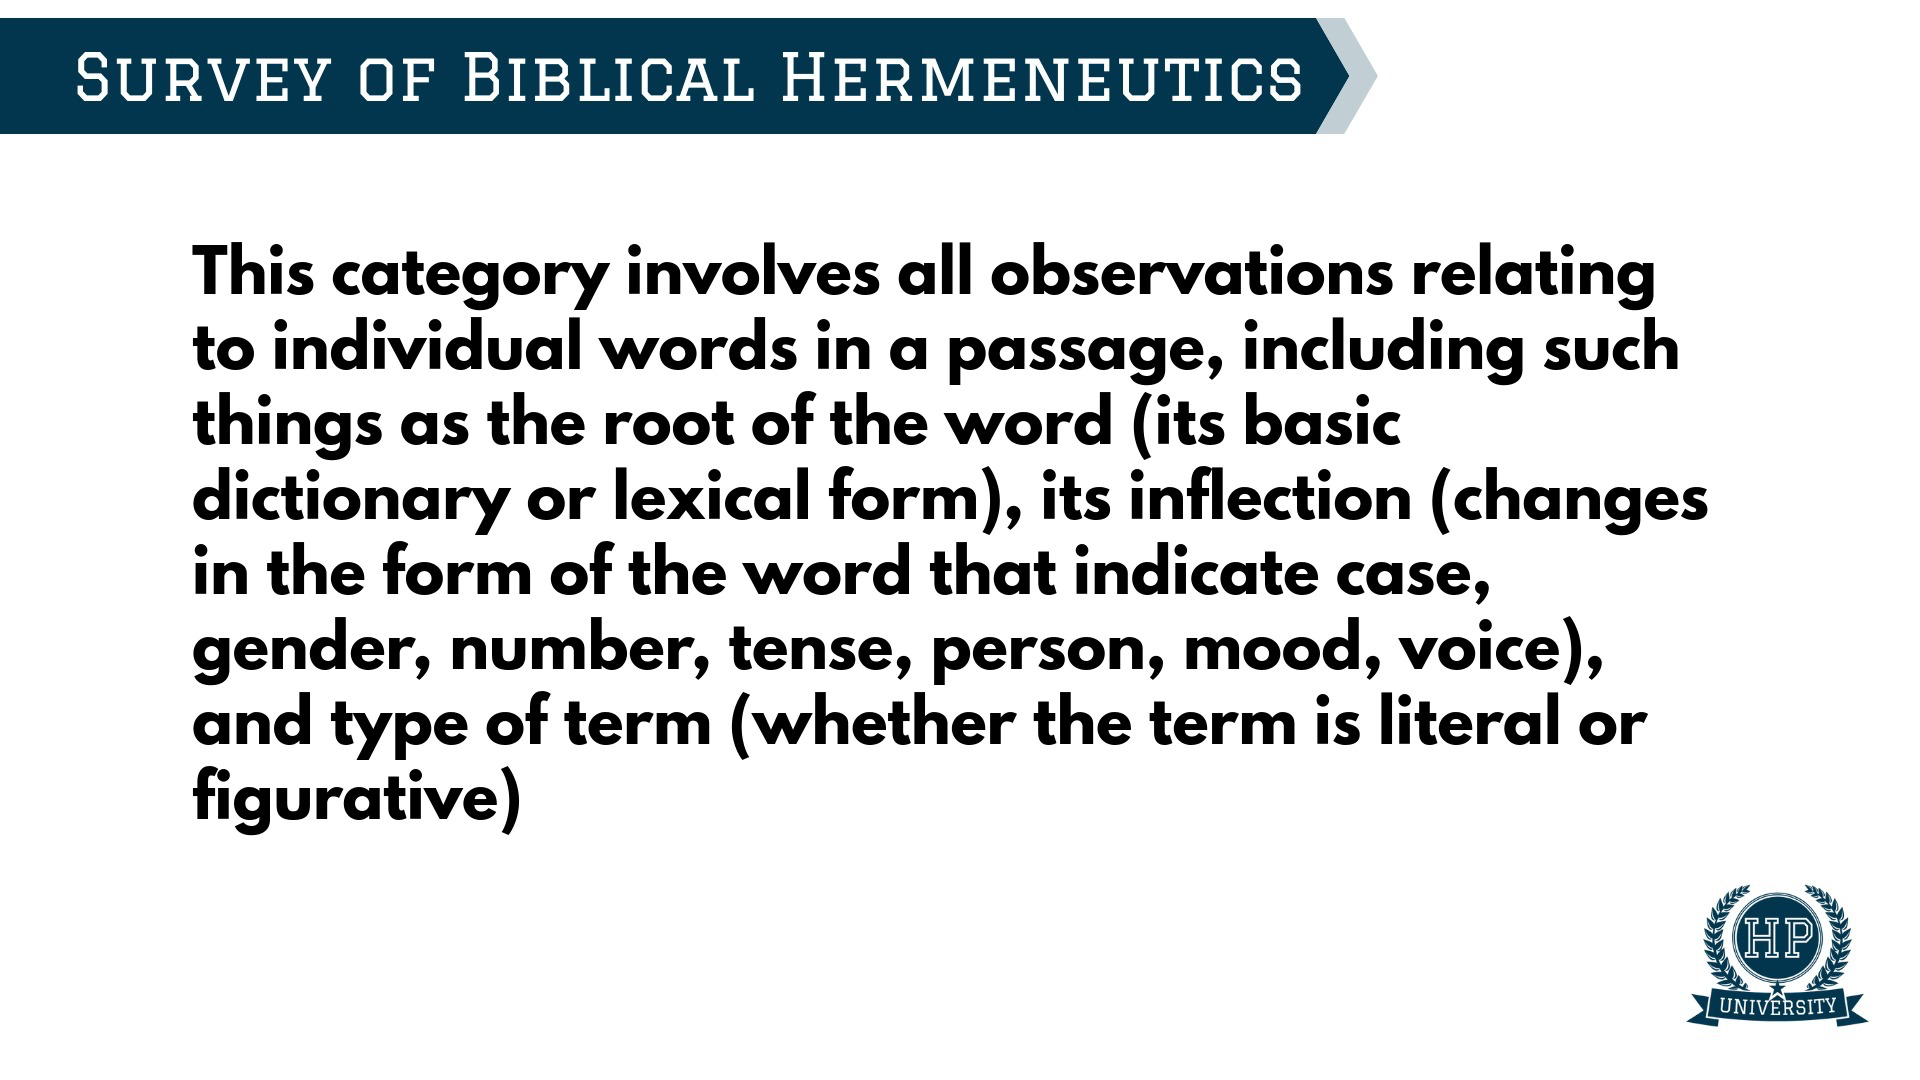 Survey of Biblical Hermeneutics
This category involves all observations relating
to individual words in a passage, including such
things as the root of the word (its basic
dictionary or lexical form), its inflection (changes
in the form of the word that indicate case,
gender, number, tense, person, mood, voice),
and type of term (whether the term is literal or
figurative)
HP
UNIVERSITY